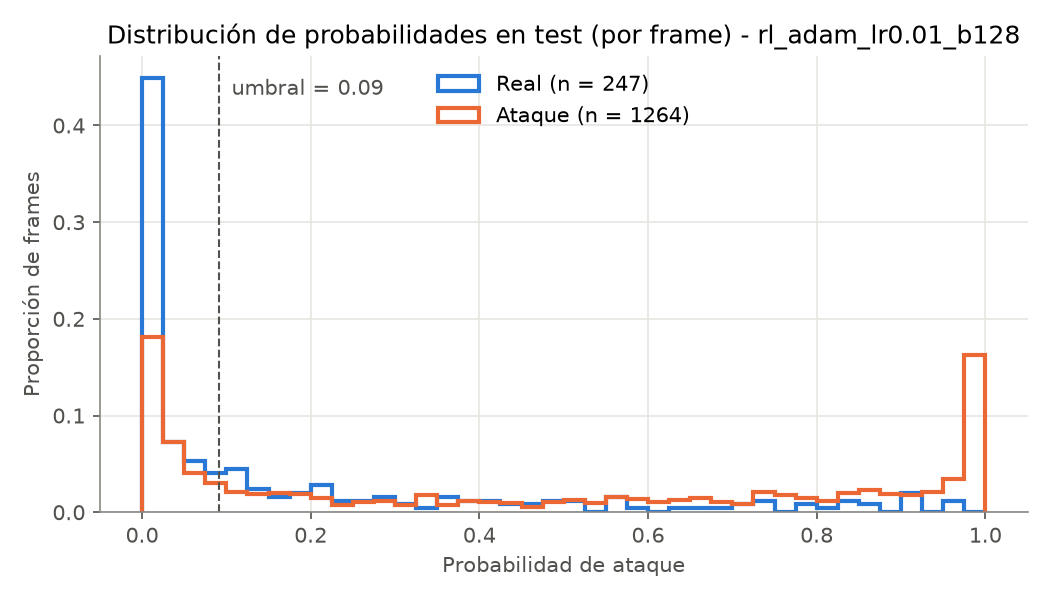 Distribución de probabilidades en test (por frame) - rl_adam_lr0.01_b128
umbral = 0.09
Real (n = 247)
Ataque (n = 1264)
Proporción de frames
0.4
0.3
0.2
0.1
0.0
0.0 0.2 0.4 0.6 0.8 1.0
Probabilidad de ataque